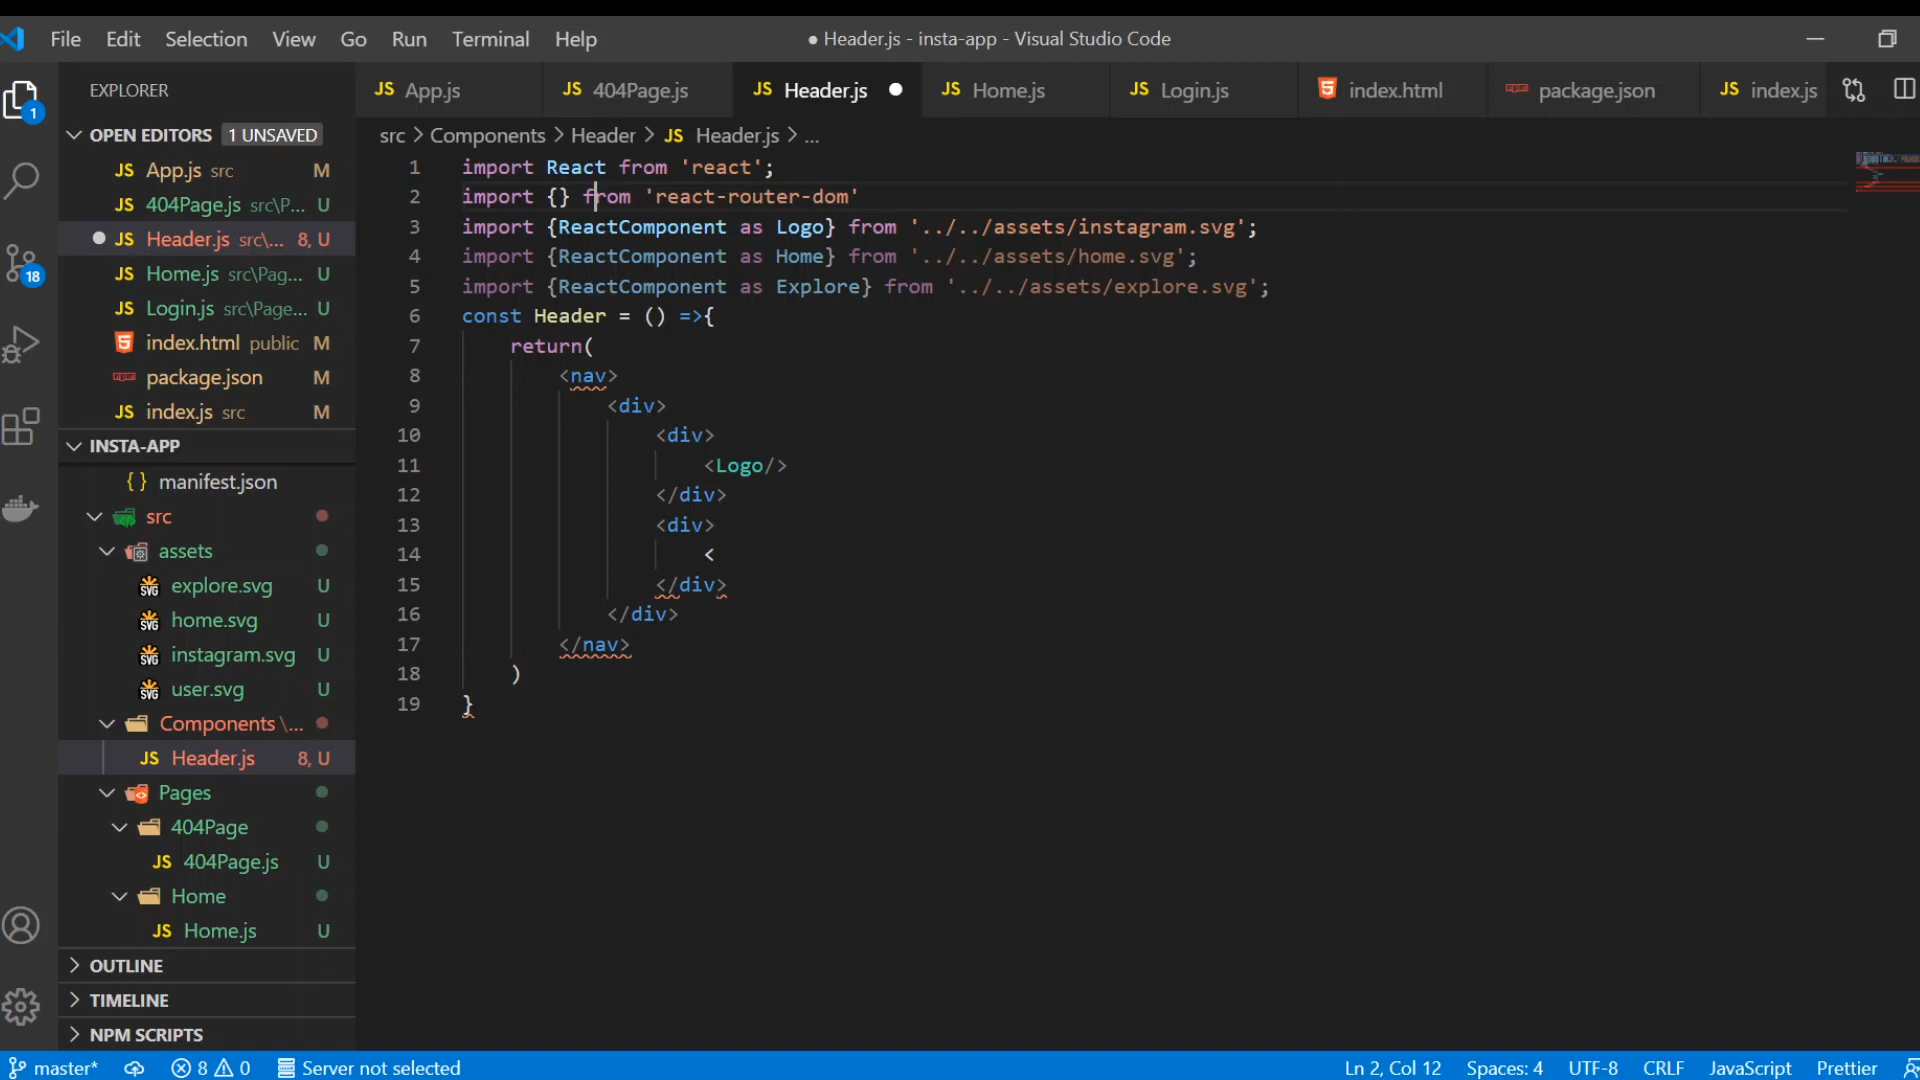 File Edit Selection View Go Run Terminal Help
● Header.js - insta-app - Visual Studio Code
EXPLORER
JS App.js
JS 404Page.js
JS Header.js
JS Home.js
JS Login.js
index.html
package.json
JS index.js
1
18
OPEN EDITORS 1 UNSAVED
JS App.js src M
JS 404Page.js src\P... U
JS Header.js src\... 8, U
JS Home.js src\Pag... U
JS Login.js src\Page... U
index.html public M
package.json M
JS index.js src M
INSTA-APP
{} manifest.json
src
assets
SVG explore.svg U
SVG home.svg U
SVG instagram.svg U
SVG user.svg U
Components \...
JS Header.js 8, U
Pages
404Page
JS 404Page.js U
Home
JS Home.js U
OUTLINE
TIMELINE
NPM SCRIPTS
src > Components > Header > JS Header.js > ...
1 import React from 'react';
2 import {} from 'react-router-dom'
3 import {ReactComponent as Logo} from '../../assets/instagram.svg';
4 import {ReactComponent as Home} from '../../assets/home.svg';
5 import {ReactComponent as Explore} from '../../assets/explore.svg';
6 const Header = () =>{
7 return(
8 <nav>
9 <div>
10 <div>
11 <Logo/>
12 </div>
13 <div>
14 <
15 </div>
16 </div>
17 </nav>
18 )
19 }
master* 8 0 Server not selected
Ln 2, Col 12 Spaces: 4 UTF-8 CRLF JavaScript Prettier